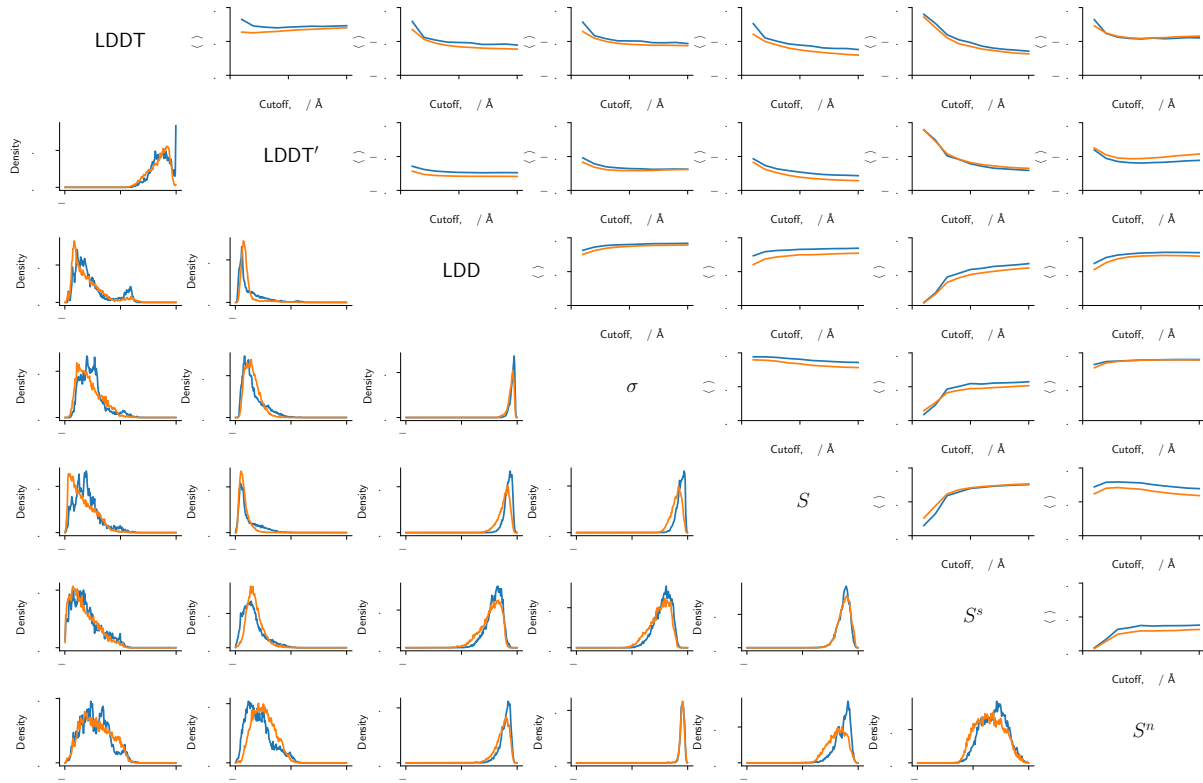 LDDT
⟨⟩
⟨⟩
⟨⟩
⟨⟩
⟨⟩
⟨⟩
Cutoff, / Å
Cutoff, / Å
Cutoff, / Å
Cutoff, / Å
Cutoff, / Å
Cutoff, / Å
Density
LDDT′
⟨⟩
⟨⟩
⟨⟩
⟨⟩
⟨⟩
Cutoff, / Å
Cutoff, / Å
Cutoff, / Å
Cutoff, / Å
Cutoff, / Å
Density
Density
LDD
⟨⟩
⟨⟩
⟨⟩
⟨⟩
Cutoff, / Å
Cutoff, / Å
Cutoff, / Å
Cutoff, / Å
Density
Density
Density
σ
⟨⟩
⟨⟩
⟨⟩
Cutoff, / Å
Cutoff, / Å
Cutoff, / Å
Density
Density
Density
Density
S
⟨⟩
⟨⟩
Cutoff, / Å
Cutoff, / Å
Density
Density
Density
Density
Density
S^s
⟨⟩
Cutoff, / Å
Density
Density
Density
Density
Density
Density
S^n